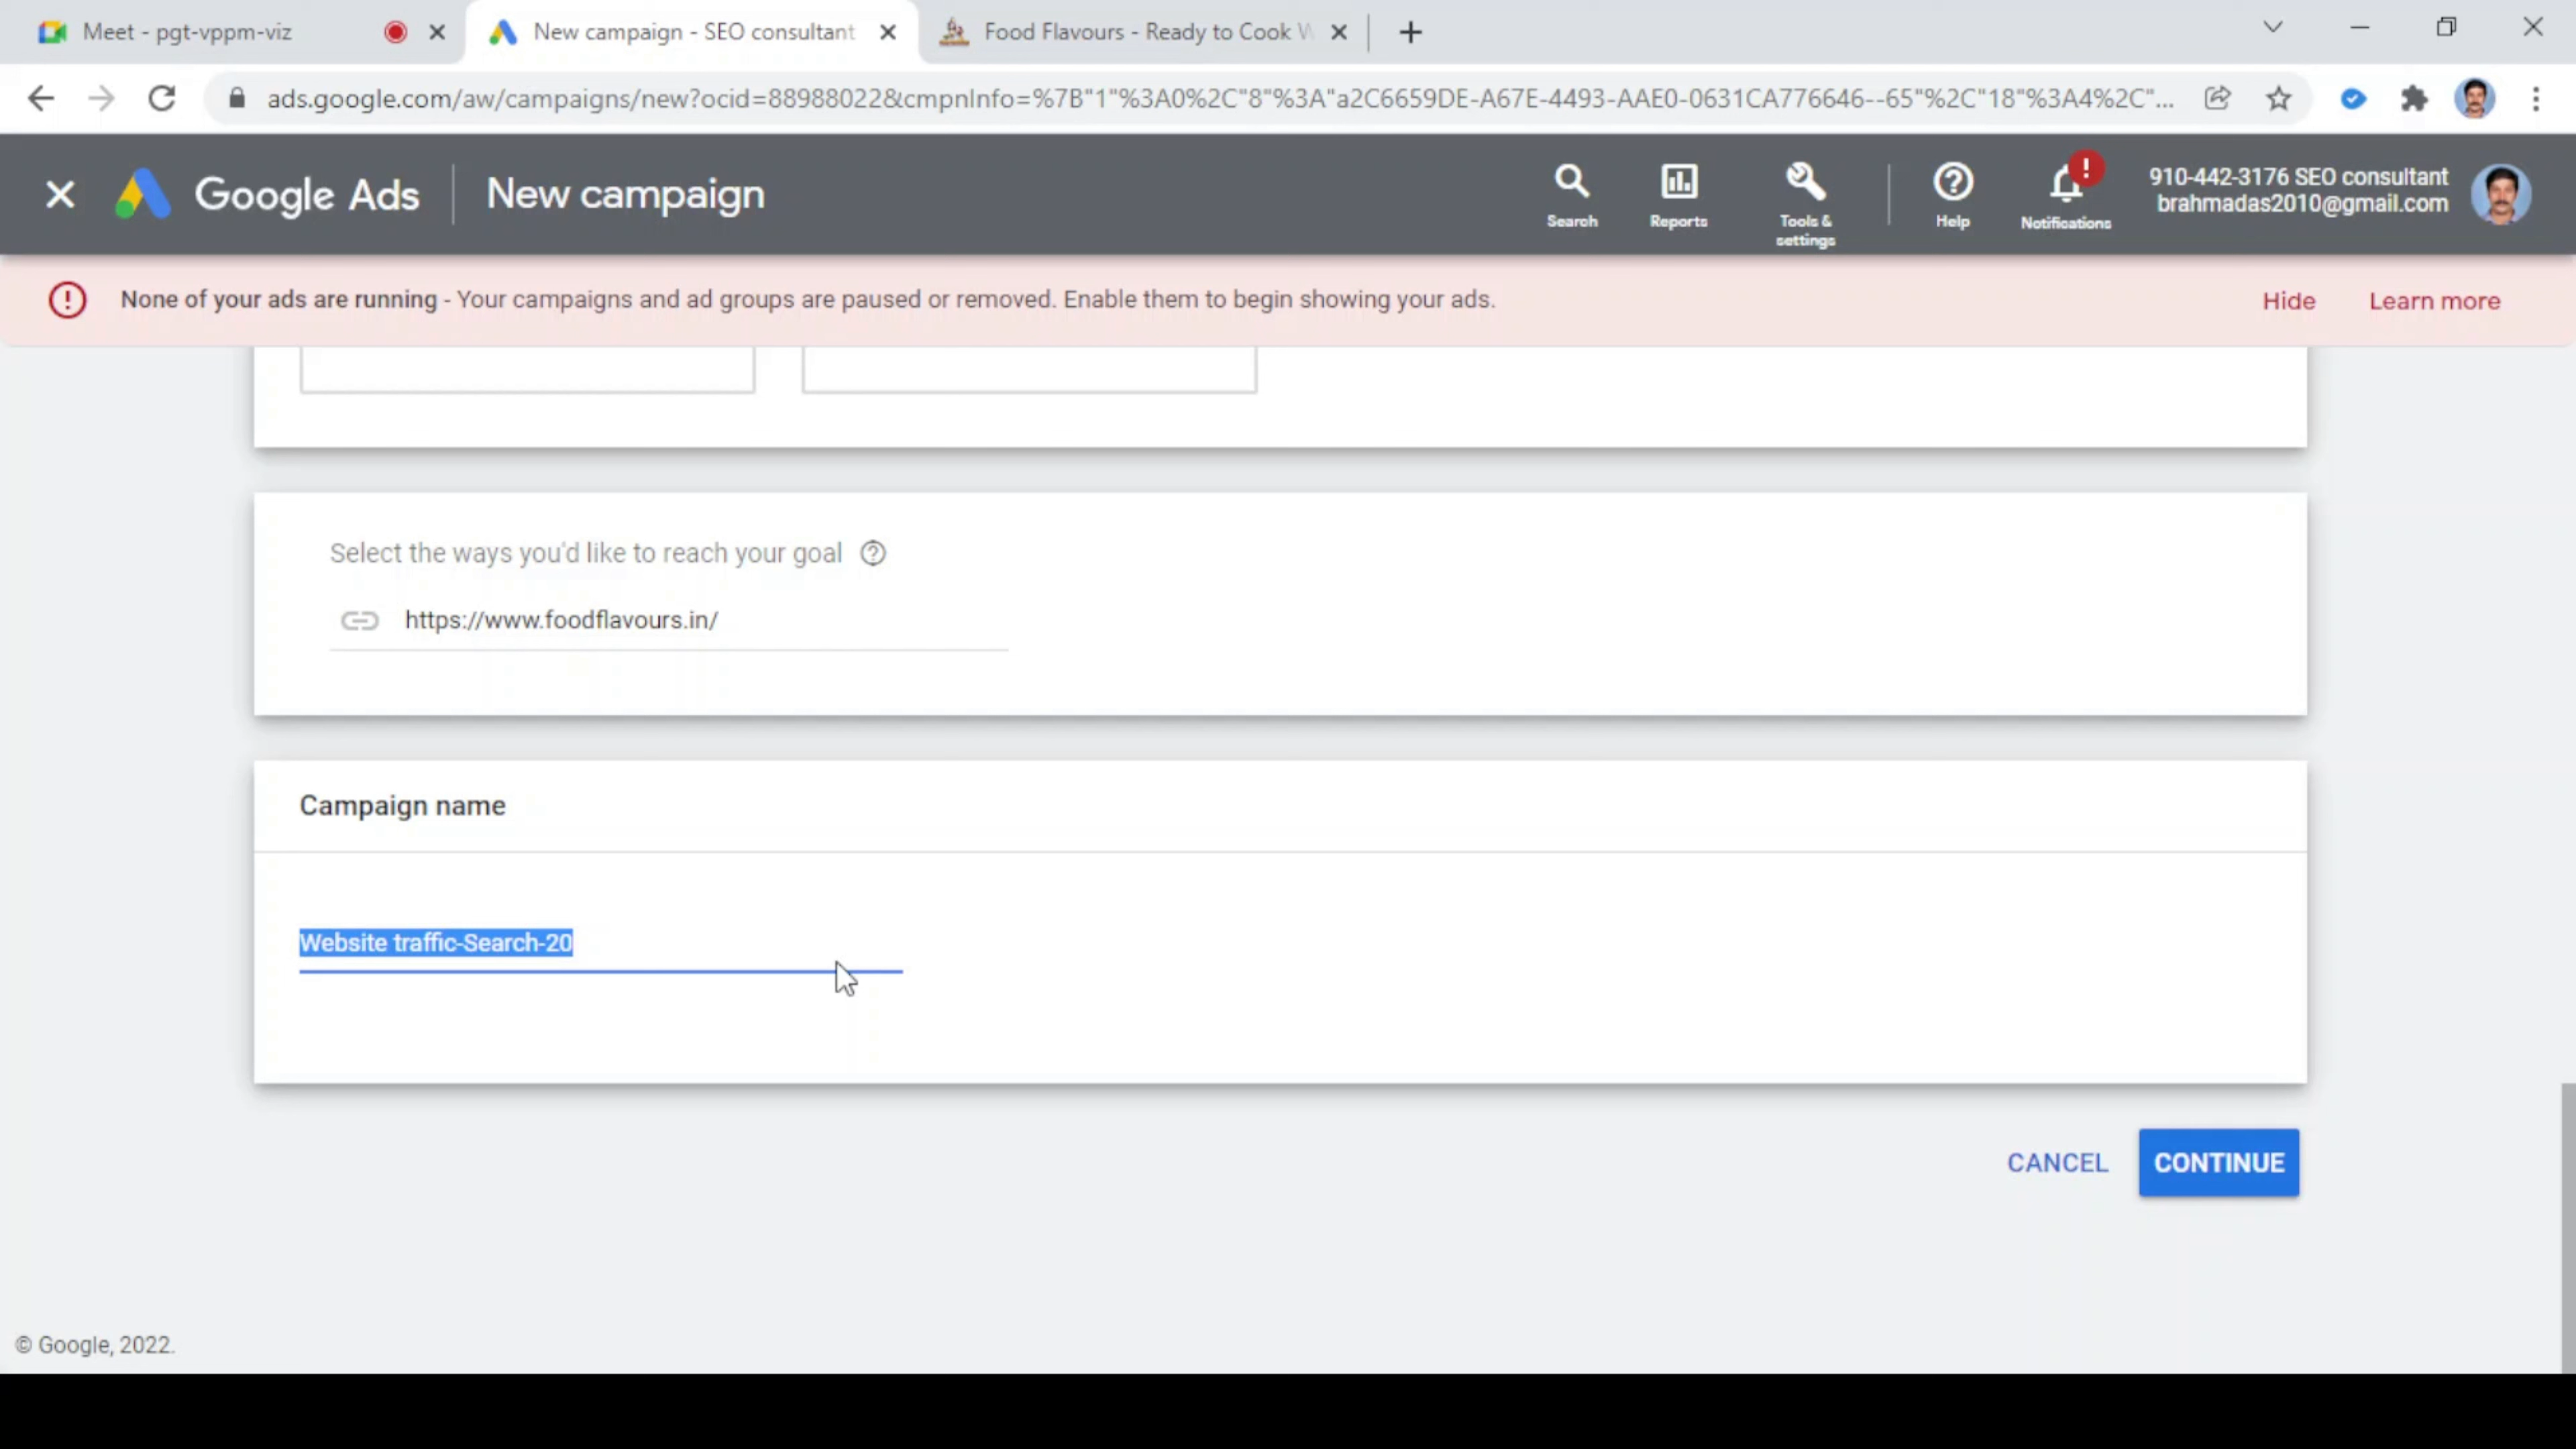 Meet - pgt-vppm-viz
New campaign - SEO consultant
Food Flavours - Ready to Cook W
ads.google.com/aw/campaigns/new?ocid=88988022&cmpnInfo=%7B"1"%3A0%2C"8"%3A"a2C6659DE-A67E-4493-AAE0-0631CA776646--65"%2C"18"%3A4%2C"...
Google Ads
New campaign
Search
Reports
Tools &
settings
Help
Notifications
910-442-3176 SEO consultant
brahmadas2010@gmail.com
None of your ads are running - Your campaigns and ad groups are paused or removed. Enable them to begin showing your ads.
Hide
Learn more
Select the ways you'd like to reach your goal
https://www.foodflavours.in/
Campaign name
Website traffic-Search-20
CANCEL
CONTINUE
© Google, 2022.